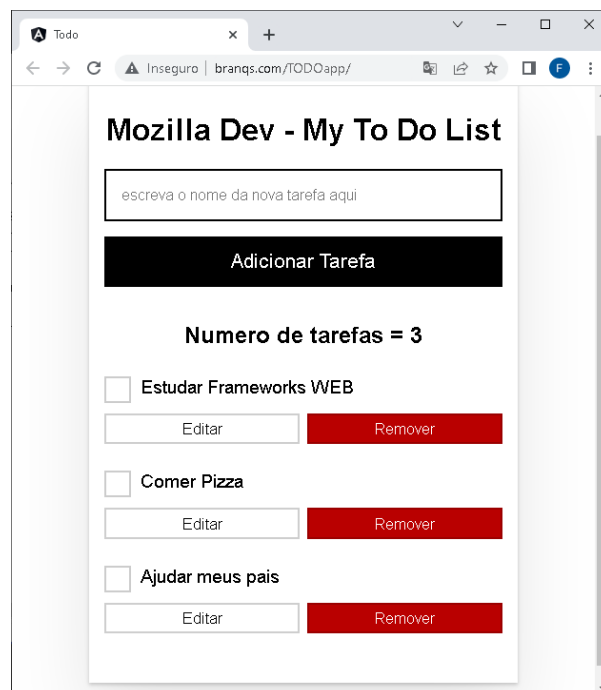 Todo
Inseguro | branqs.com/TODOapp/
F
Mozilla Dev - My To Do List
escreva o nome da nova tarefa aqui
Adicionar Tarefa
Numero de tarefas = 3
Estudar Frameworks WEB
Editar Remover
Comer Pizza
Editar Remover
Ajudar meus pais
Editar Remover